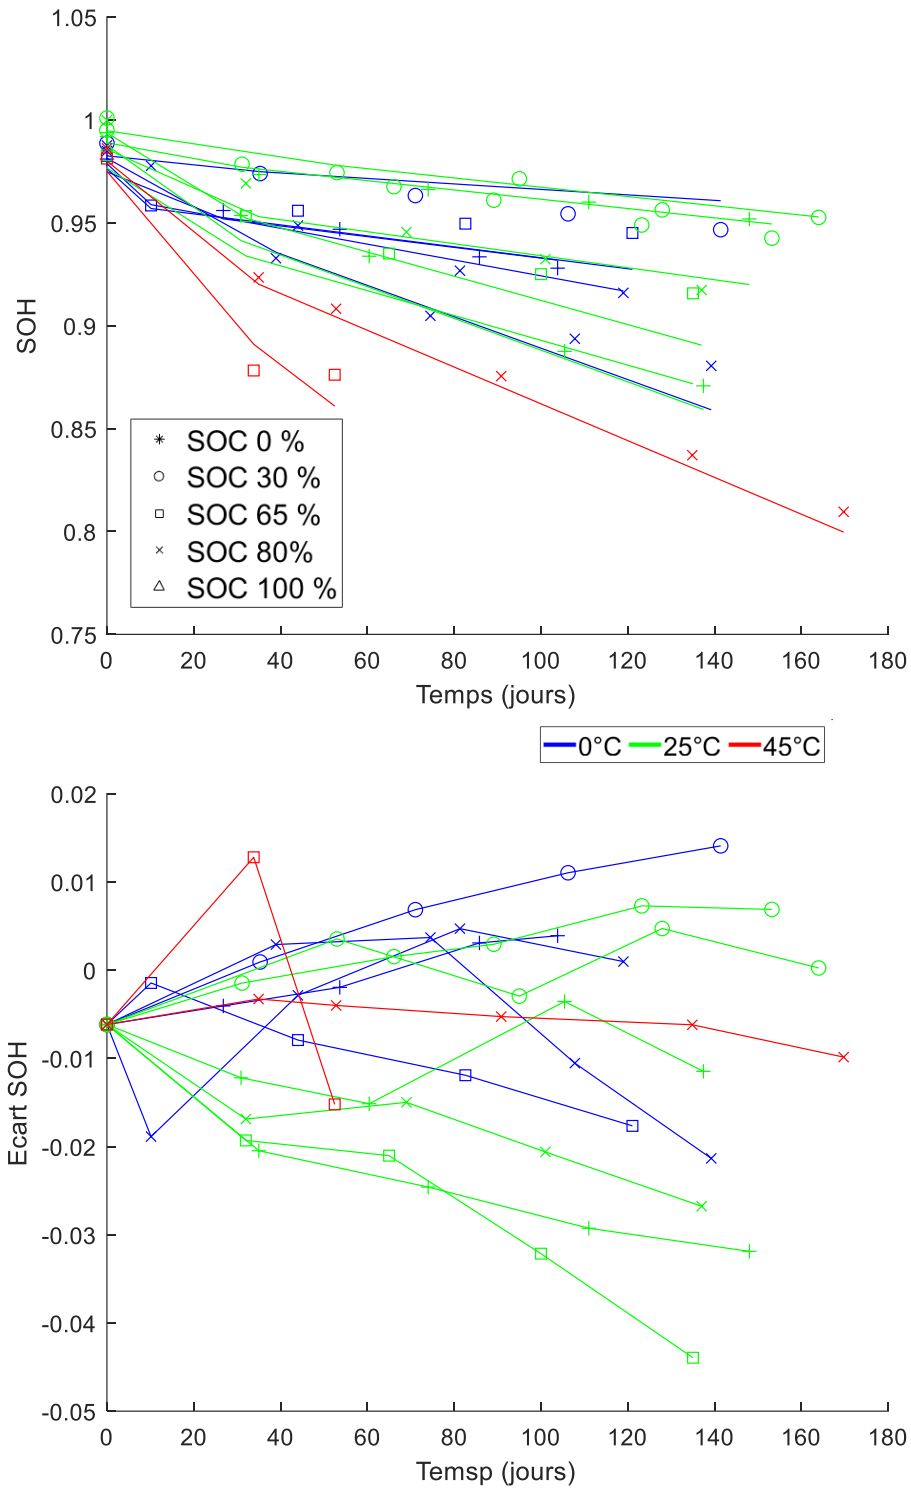 1.05
1
0.95
0.9
0.85
0.8
0.75
SOH
SOC 0 %
SOC 30 %
SOC 65 %
SOC 80%
SOC 100 %
0 20 40 60 80 100 120 140 160 180
Temps (jours)
0°C 25°C 45°C
0.02
0.01
0
-0.01
-0.02
-0.03
-0.04
-0.05
Ecart SOH
0 20 40 60 80 100 120 140 160 180
Temsp (jours)